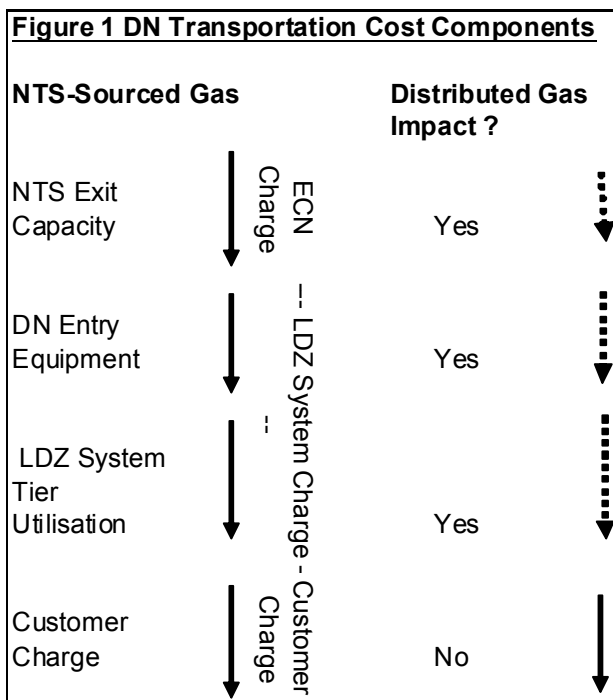 Figure 1 DN Transportation Cost Components
NTS-Sourced Gas
Distributed Gas
Impact ?
NTS Exit
Capacity
Yes
DN Entry
Equipment
Yes
LDZ System
Tier
Utilisation
Yes
Customer
Charge
No
ECN --- LDZ System Charge - Customer
Charge -- Charge